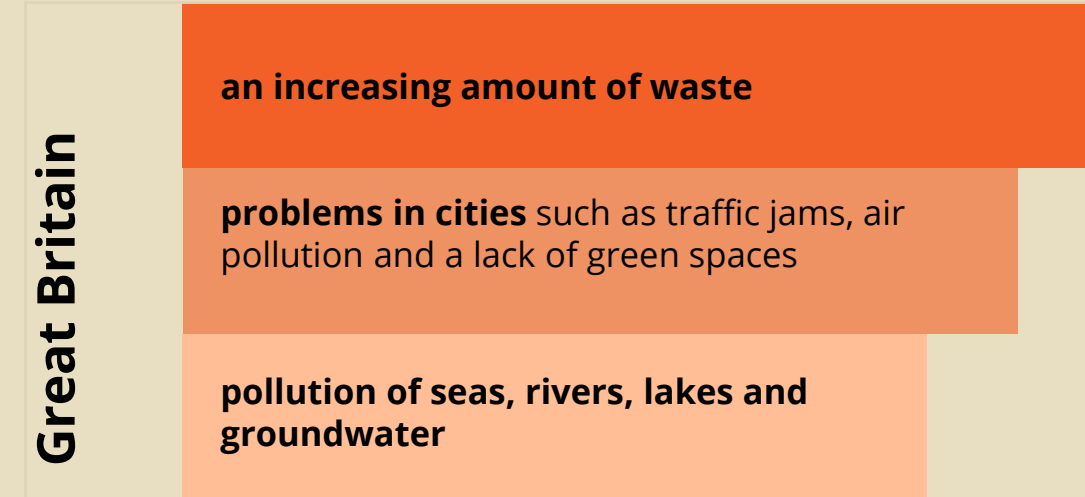 Great Britain
an increasing amount of waste
problems in cities such as traffic jams, air
pollution and a lack of green spaces
pollution of seas, rivers, lakes and
groundwater